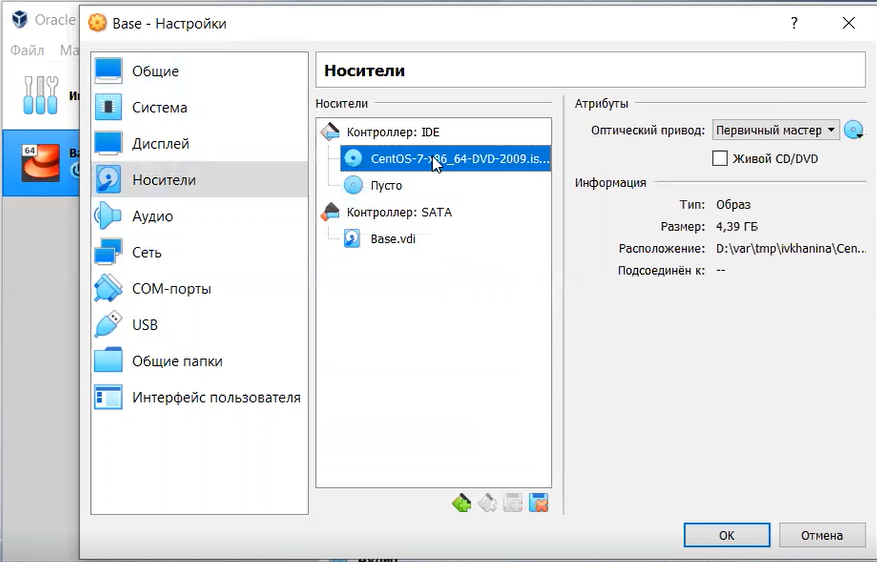 Oracle
Base - Настройки
?
Файл
Ма
64
Общие
Система
Дисплей
Носители
Аудио
Сеть
COM-порты
USB
Общие папки
Интерфейс пользователя
Носители
Носители
Контроллер: IDE
CentOS-7-x86_64-DVD-2009.is...
Пусто
Контроллер: SATA
Base.vdi
Атрибуты
Оптический привод: Первичный мастер
Живой CD/DVD
Информация
Тип: Образ
Размер: 4,39 ГБ
Расположение: D:\var\tmp\ivkhanina\Cen...
Подсоединён к: --
OK
Отмена